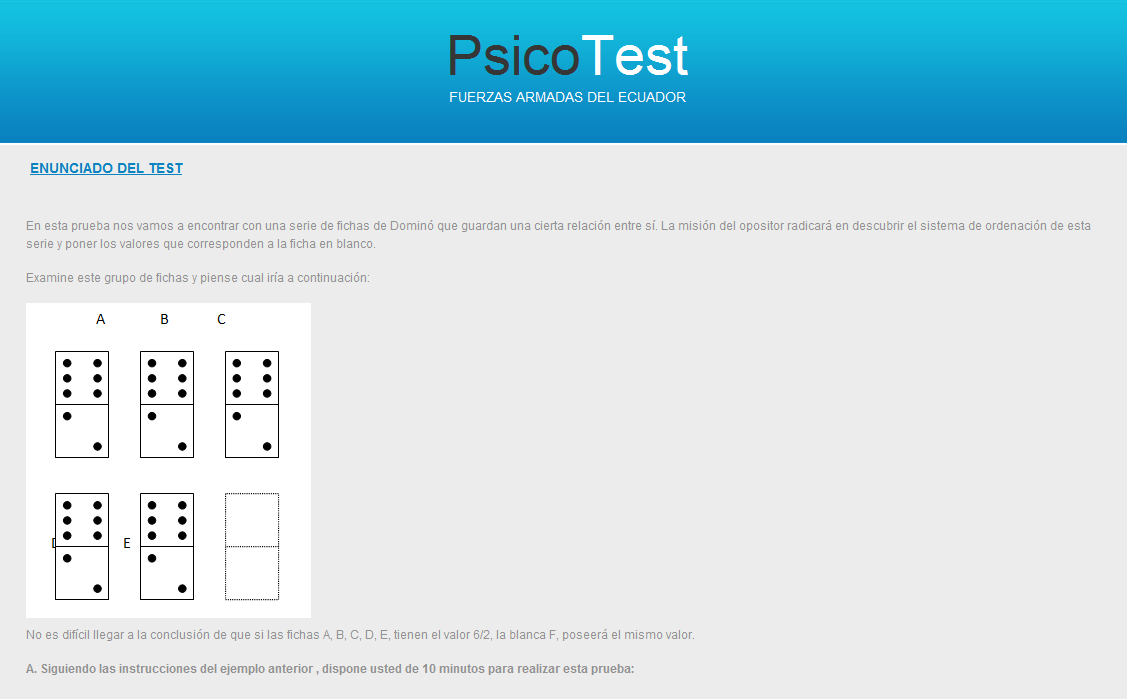 PsicoTest
FUERZAS ARMADAS DEL ECUADOR
ENUNCIADO DEL TEST
En esta prueba nos vamos a encontrar con una serie de fichas de Dominó que guardan una cierta relación entre sí. La misión del opositor radicará en descubrir el sistema de ordenación de esta
serie y poner los valores que corresponden a la ficha en blanco.
Examine este grupo de fichas y piense cual iría a continuación:
A B C
D E
No es difícil llegar a la conclusión de que si las fichas A, B, C, D, E, tienen el valor 6/2, la blanca F, poseerá el mismo valor.
A. Siguiendo las instrucciones del ejemplo anterior , dispone usted de 10 minutos para realizar esta prueba: